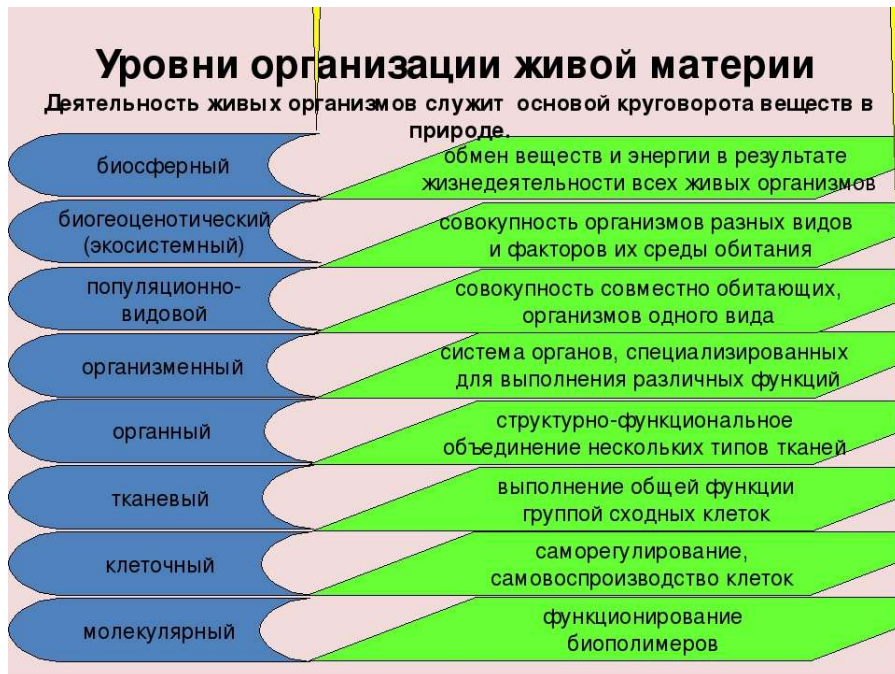 Уровни организации живой материи
Деятельность живых организмов служит основой круговорота веществ в
природе.
биосферный
обмен веществ и энергии в результате
жизнедеятельности всех живых организмов
биогеоценотический
(экосистемный)
совокупность организмов разных видов
и факторов их среды обитания
популяционно-
видовой
совокупность совместно обитающих,
организмов одного вида
организменный
система органов, специализированных
для выполнения различных функций
органный
структурно-функциональное
объединение нескольких типов тканей
тканевый
выполнение общей функции
группой сходных клеток
клеточный
саморегулирование,
самовоспроизводство клеток
молекулярный
функционирование
биополимеров